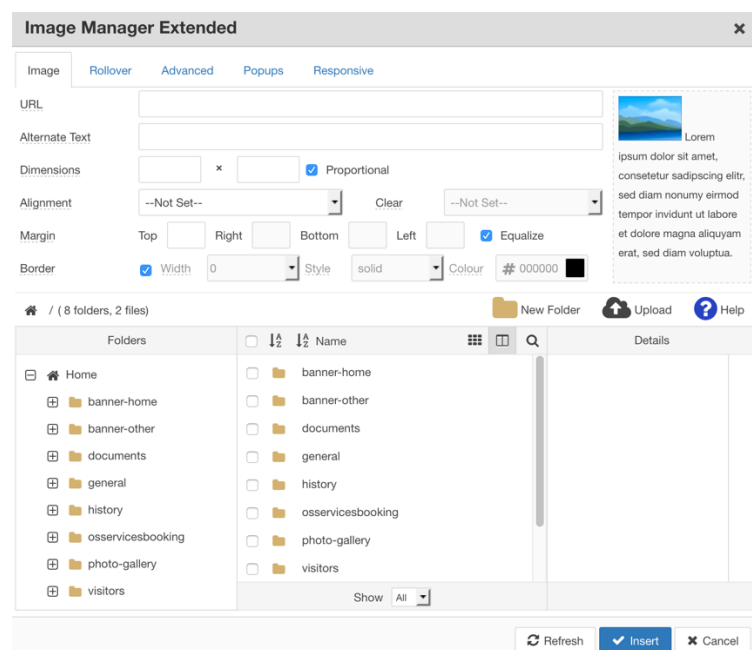 Image Manager Extended
Image Rollover Advanced Popups Responsive
URL
Alternate Text
Dimensions × Proportional
Alignment --Not Set-- Clear --Not Set--
Margin Top Right Bottom Left Equalize
Border Width 0 Style solid Colour # 000000
Lorem
ipsum dolor sit amet,
consetetur sadipscing elitr,
sed diam nonumy eirmod
tempor invidunt ut labore
et dolore magna aliquyam
erat, sed diam voluptua.
/ ( 8 folders, 2 files) New Folder Upload Help
Folders Name Details
Home
banner-home
banner-other
documents
general
history
osservicesbooking
photo-gallery
visitors
banner-home
banner-other
documents
general
history
osservicesbooking
photo-gallery
visitors
Show All
Refresh Insert Cancel